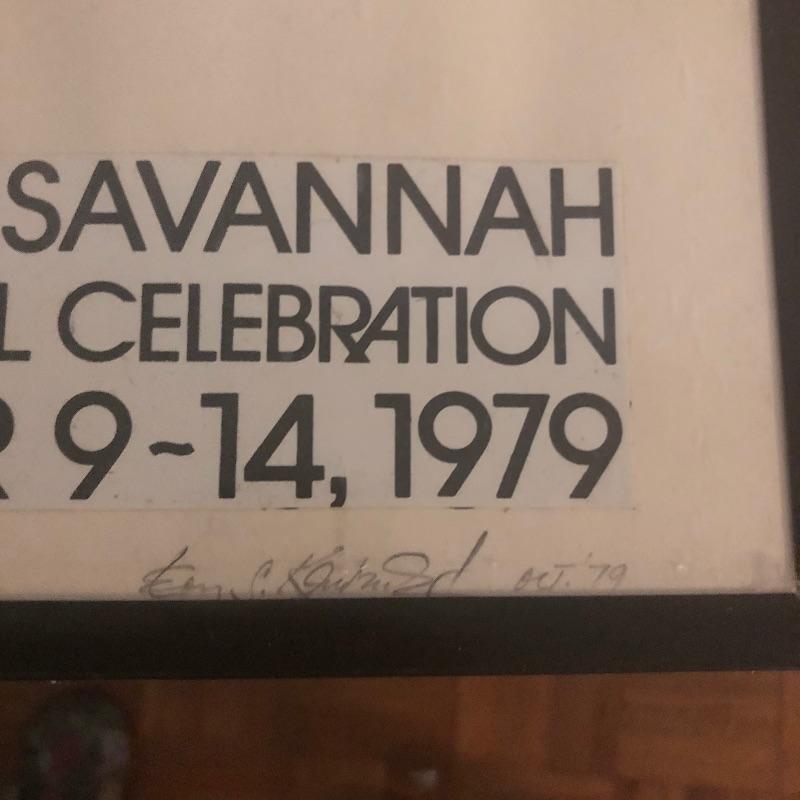 SAVANNAH
L CELEBRATION
R 9~14, 1979
OCT. '79